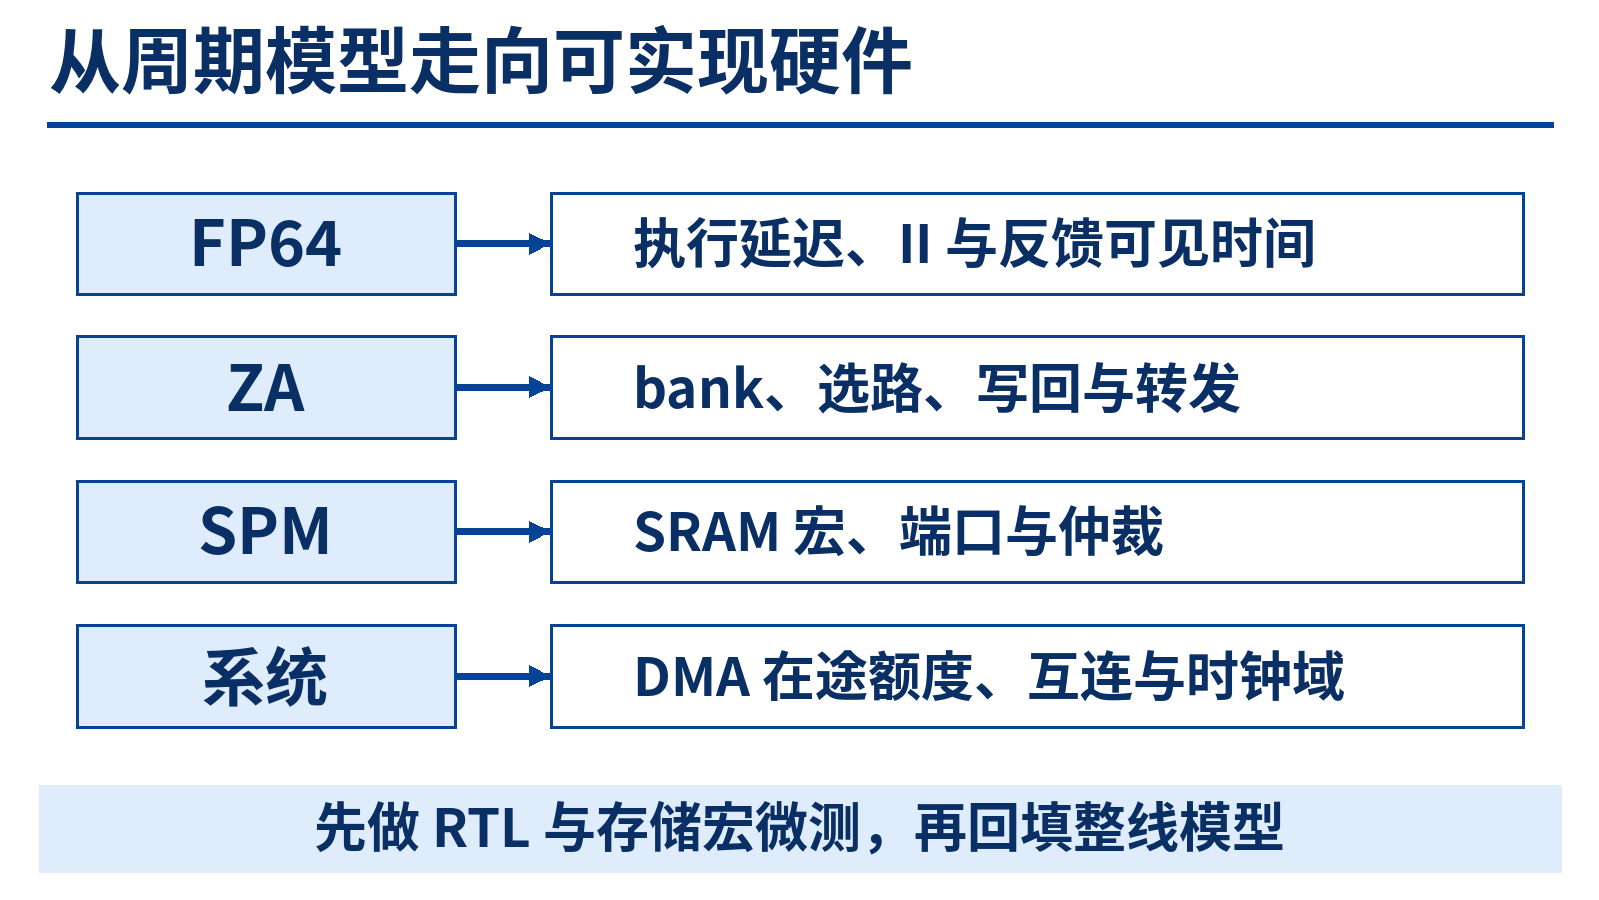 从周期模型走向可实现硬件
FP64
执行延迟、II 与反馈可见时间
ZA
bank、选路、写回与转发
SPM
SRAM 宏、端口与仲裁
系统
DMA 在途额度、互连与时钟域
先做 RTL 与存储宏微测，再回填整线模型